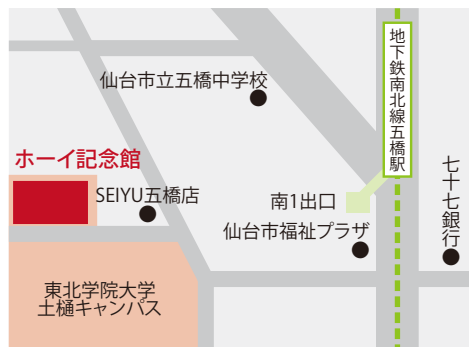 仙台市立五橋中学校
地下鉄南北線五橋駅
ホーイ記念館
SEIYU五橋店
南1出口
仙台市福祉プラザ
七十七銀行
東北学院大学
土樋キャンパス